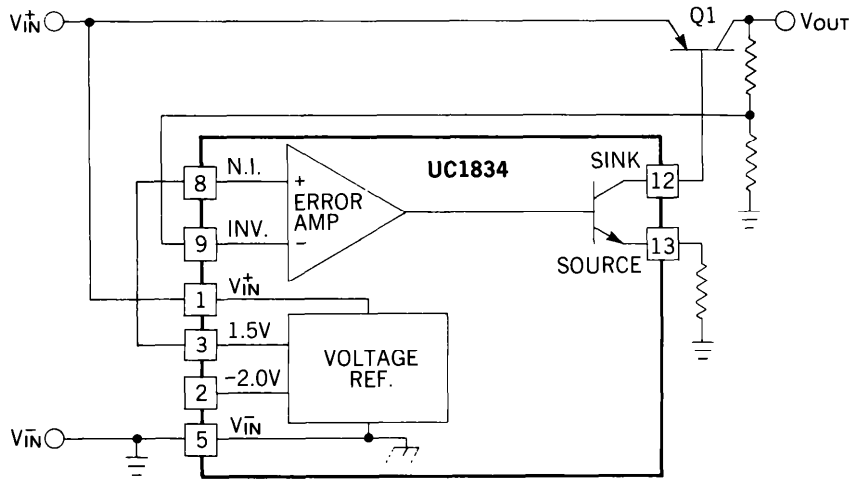 V+IN
Q1
VOUT
UC1834
8
N.I.
+
ERROR
AMP
SINK
12
9
INV.
−
SOURCE
13
1
V+IN
3
1.5V
VOLTAGE
REF.
2
−2.0V
V−IN
5
V−IN